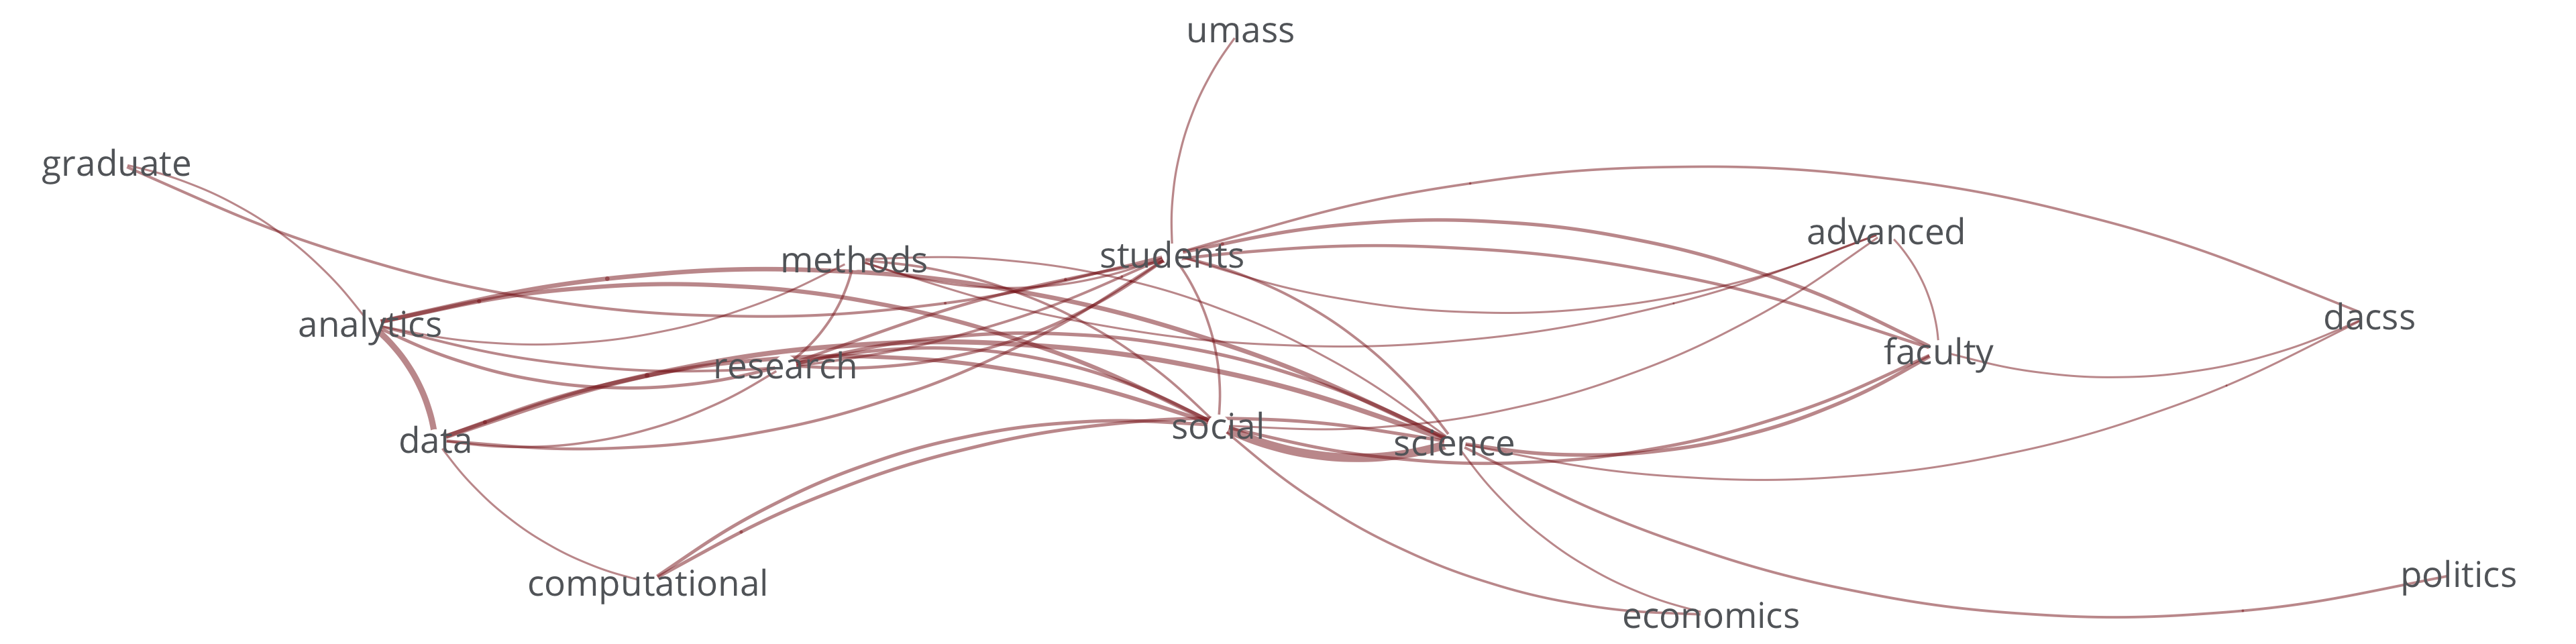 umass
graduate
advanced
students
methods
dacss
analytics
faculty
research
social
data
science
politics
computational
economics